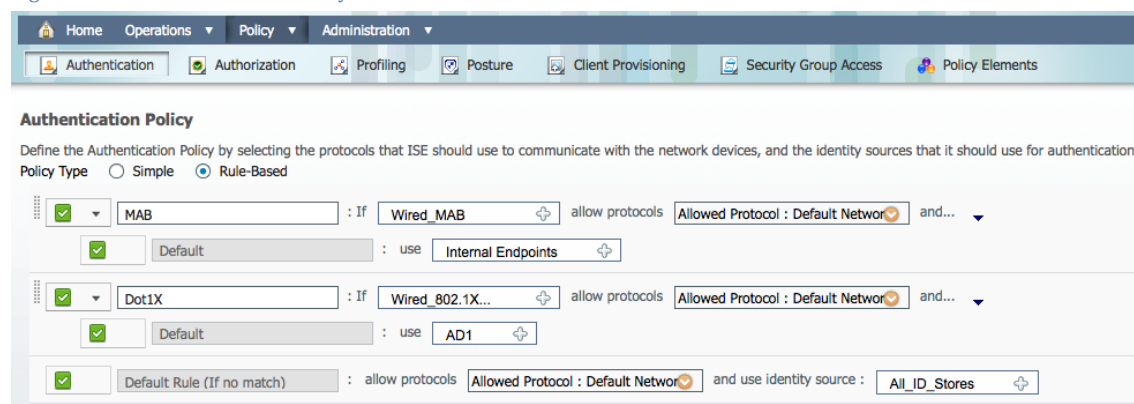 Home Operations Policy Administration
Authentication Authorization Profiling Posture Client Provisioning Security Group Access Policy Elements
Authentication Policy
Define the Authentication Policy by selecting the protocols that ISE should use to communicate with the network devices, and the identity sources that it should use for authentication
Policy Type Simple Rule-Based
MAB : If Wired_MAB allow protocols Allowed Protocol : Default Networ and...
Default : use Internal Endpoints
Dot1X : If Wired_802.1X... allow protocols Allowed Protocol : Default Networ and...
Default : use AD1
Default Rule (If no match) : allow protocols Allowed Protocol : Default Networ and use identity source : All_ID_Stores